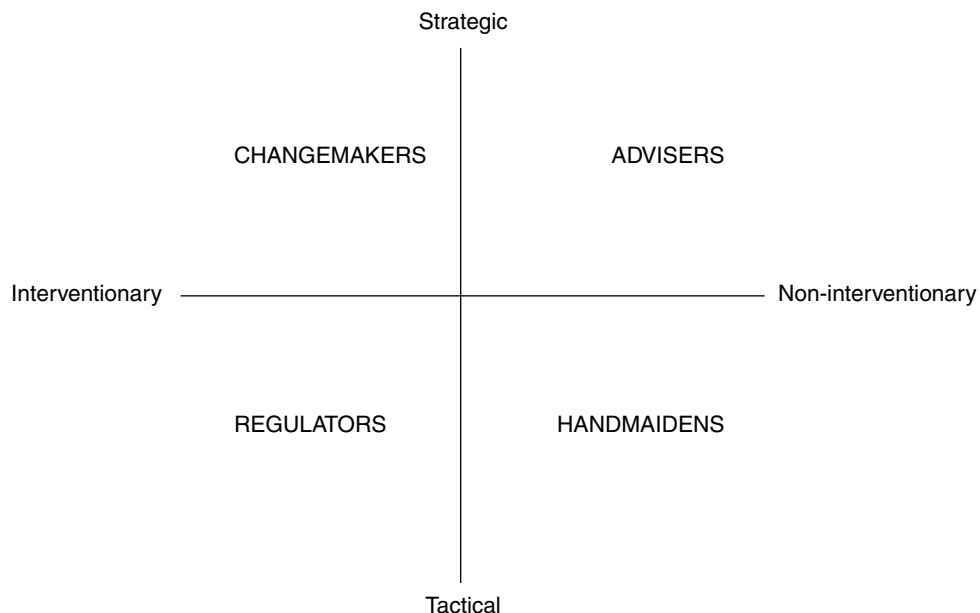 Strategic
CHANGEMAKERS
ADVISERS
Interventionary
Non-interventionary
REGULATORS
HANDMAIDENS
Tactical